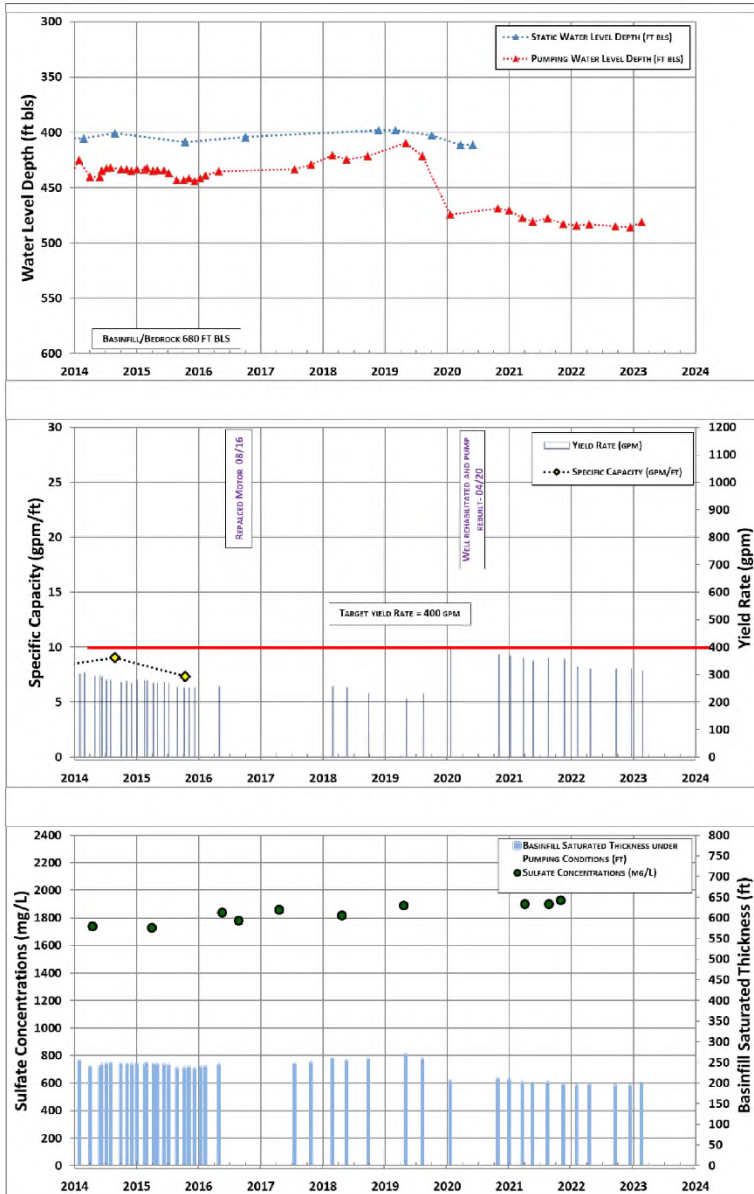 300
350
400
450
500
550
600
Water Level Depth (ft bls)
STATIC WATER LEVEL DEPTH (FT BLS)
PUMPING WATER LEVEL DEPTH (FT BLS)
BASINFILL/BEDROCK 680 FT BLS
2014 2015 2016 2017 2018 2019 2020 2021 2022 2023 2024
30
25
20
15
10
5
0
Specific Capacity (gpm/ft)
REPALCED MOTOR 08/16
WELL REHABILITATED AND PUMP
REBUILT- 04/20
YIELD RATE (GPM)
SPECIFIC CAPACITY (GPM/FT)
TARGET YIELD RATE = 400 GPM
1200
1100
1000
900
800
700
600
500
400
300
200
100
0
Yield Rate (gpm)
2014 2015 2016 2017 2018 2019 2020 2021 2022 2023 2024
2400
2200
2000
1800
1600
1400
1200
1000
800
600
400
200
0
Sulfate Concentrations (mg/L)
BASINFILL SATURATED THICKNESS UNDER
PUMPING CONDITIONS (FT)
SULFATE CONCENTRATIONS (MG/L)
800
750
700
650
600
550
500
450
400
350
300
250
200
150
100
50
0
Basinfill Saturated Thickness (ft)
2014 2015 2016 2017 2018 2019 2020 2021 2022 2023 2024